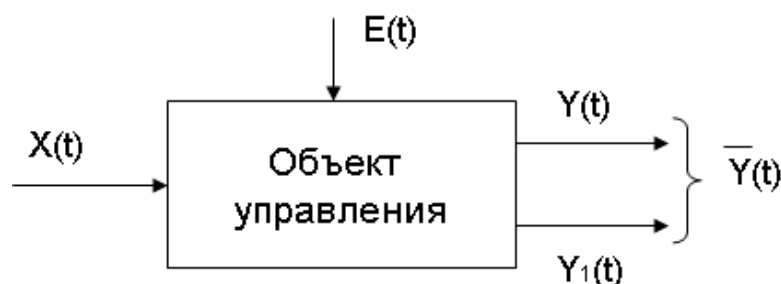 E(t)
X(t)
Объект
управления
Y(t)
Y̅(t)
Y₁(t)